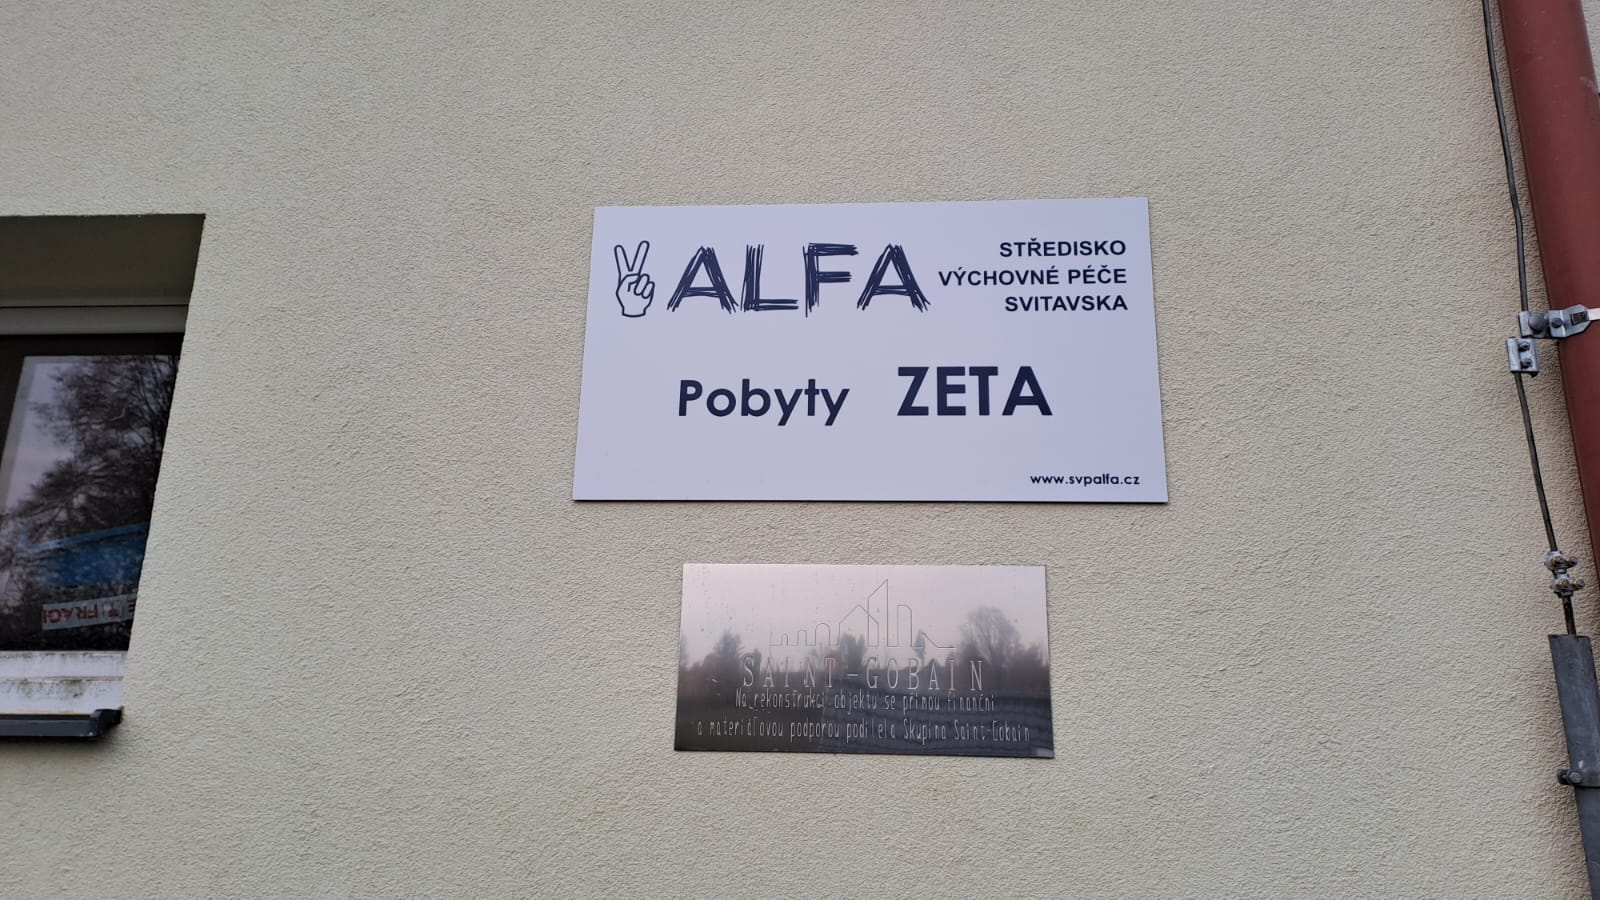 ALFA
STŘEDISKO
VÝCHOVNÉ PÉČE
SVITAVSKA
Pobyty ZETA
www.svpalfa.cz
SAINT-GOBAIN
Na rekonstrukci objektu se přímou finanční
a materiálovou podporou podílela Skupina Saint-Gobain
FRAGI